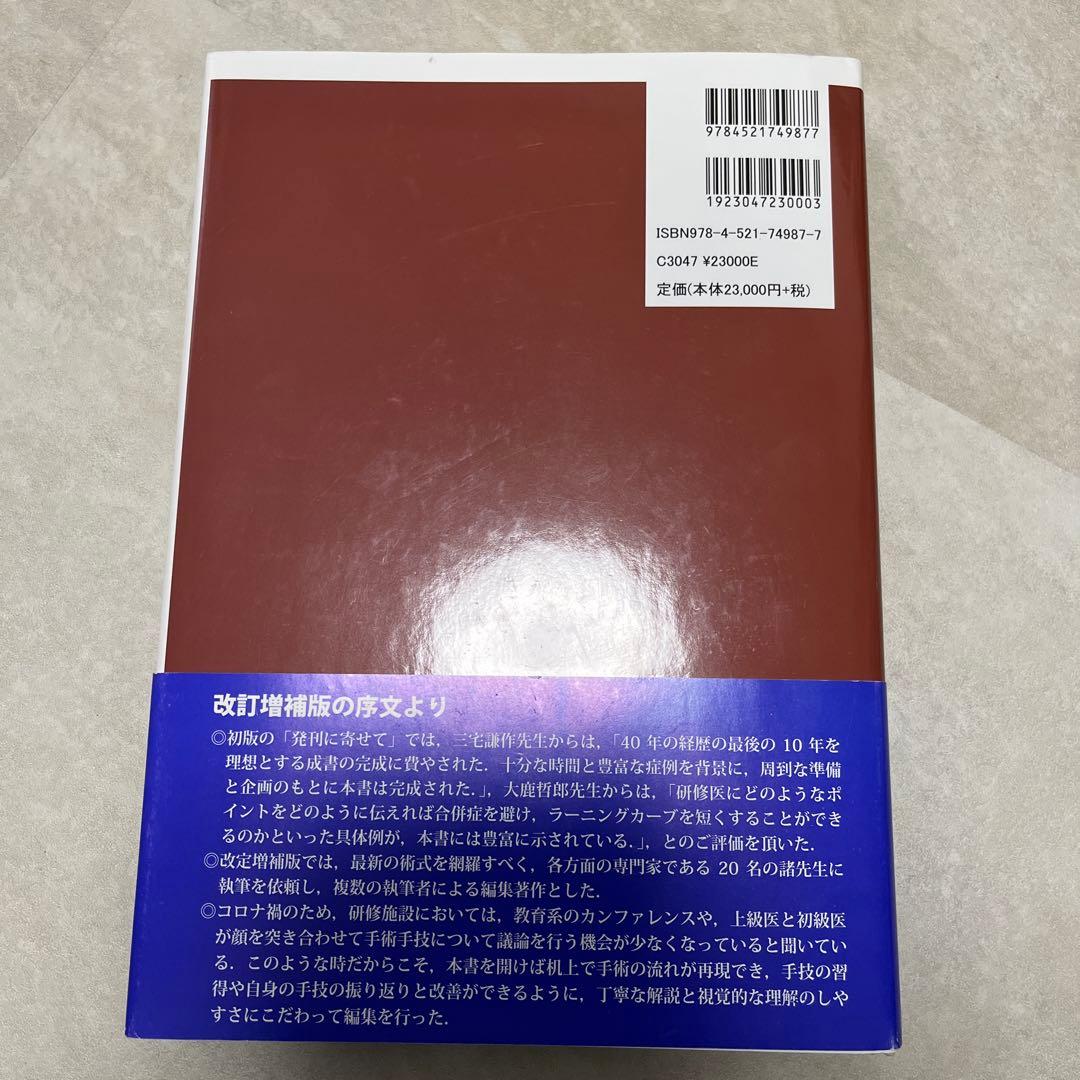 9784521749877
1923047230003
ISBN978-4-521-74987-7
C3047 ¥23000E
定価(本体23,000円+税)
改訂増補版の序文より
◎初版の「発刊に寄せて」では，三宅謙作先生からは，「40 年の経歴の最後の 10 年を
理想とする成書の完成に費やされた．十分な時間と豊富な症例を背景に，周到な準備
と企画のもとに本書は完成された．」，大鹿哲郎先生からは，「研修医にどのようなポ
イントをどのように伝えれば合併症を避け，ラーニングカーブを短くすることができ
るのかといった具体例が，本書には豊富に示されている．」，とのご評価を頂いた．
◎改定増補版では，最新の術式を網羅すべく，各方面の専門家である 20 名の諸先生に
執筆を依頼し，複数の執筆者による編集著作とした．
◎コロナ禍のため，研修施設においては，教育系のカンファレンスや，上級医と初級医
が顔を突き合わせて手術手技について議論を行う機会が少なくなっていると聞いてい
る．このような時だからこそ，本書を開けば机上で手術の流れが再現でき，手技の習
得や自身の手技の振り返りと改善ができるように，丁寧な解説と視覚的な理解のしや
すさにこだわって編集を行った．